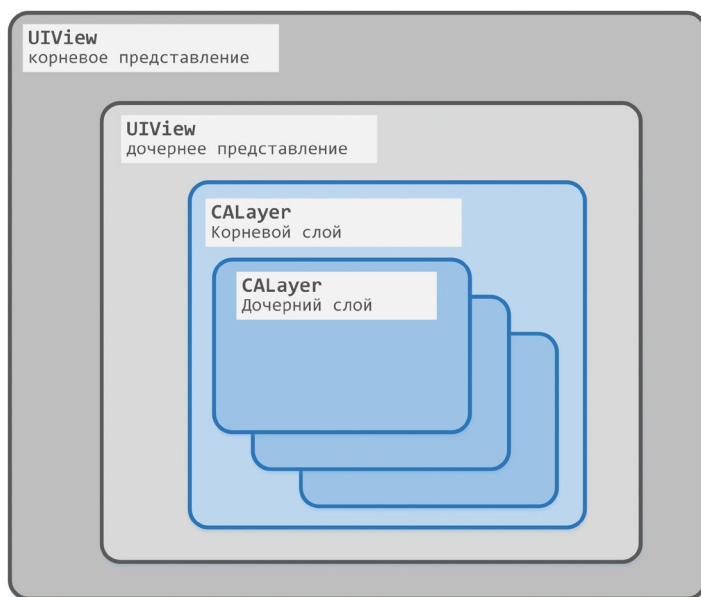 UIView
корневое представление
UIView
дочернее представление
CALayer
Корневой слой
CALayer
Дочерний слой